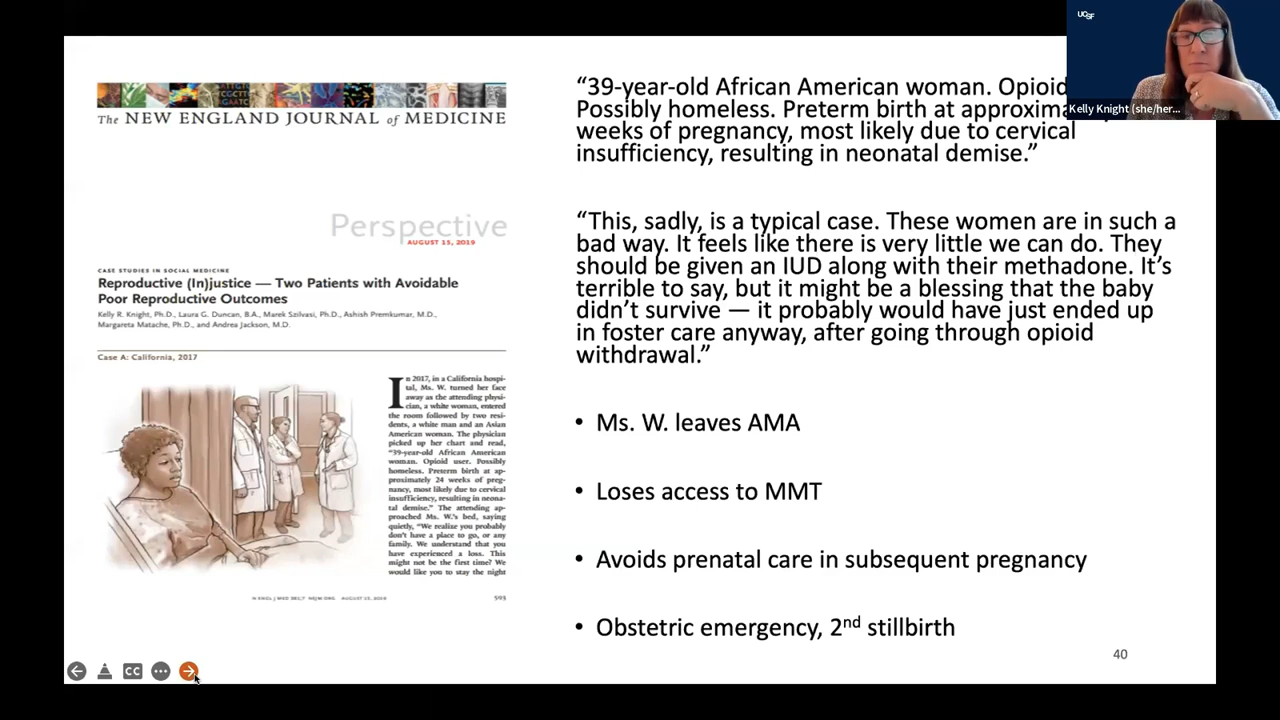 The NEW ENGLAND JOURNAL of MEDICINE
Perspective
AUGUST 15, 2019
CASE STUDIES IN SOCIAL MEDICINE
Reproductive (In)justice — Two Patients with Avoidable
Poor Reproductive Outcomes
Kelly R. Knight, Ph.D., Laura G. Duncan, B.A., Marek Szilvasi, Ph.D., Ashish Premkumar, M.D.,
Margareta Matache, Ph.D., and Andrea Jackson, M.D.
Case A: California, 2017
In 2017, in a California hospi-
tal, Ms. W. turned her face
away as the attending physi-
cian, a white woman, entered
the room followed by two resi-
dents, a white man and an Asian
American woman. The physician
picked up her chart and read,
“39-year-old African American
woman. Opioid user. Possibly
homeless. Preterm birth at ap-
proximately 24 weeks of preg-
nancy, most likely due to cervical
insufficiency, resulting in neona-
tal demise.” The attending ap-
proached Ms. W.’s bed, saying
quietly, “We realize you probably
don’t have a place to go, or any
family. We understand that you
have experienced a loss. This
might not be the first time? We
would like you to stay the night
N ENGL J MED NEJM.ORG AUGUST 15, 2019
593
“39-year-old African American woman. Opioid
Possibly homeless. Preterm birth at
weeks of pregnancy, most likely due to cervical
insufficiency, resulting in neonatal demise.”
“This, sadly, is a typical case. These women are in such a
bad way. It feels like there is very little we can do. They
should be given an IUD along with their methadone. It’s
terrible to say, but it might be a blessing that the baby
didn’t survive — it probably would have just ended up
in foster care anyway, after going through opioid
withdrawal.”
• Ms. W. leaves AMA
• Loses access to MMT
• Avoids prenatal care in subsequent pregnancy
• Obstetric emergency, 2nd stillbirth
40
CC
UCSF
Kelly Knight (she/her...